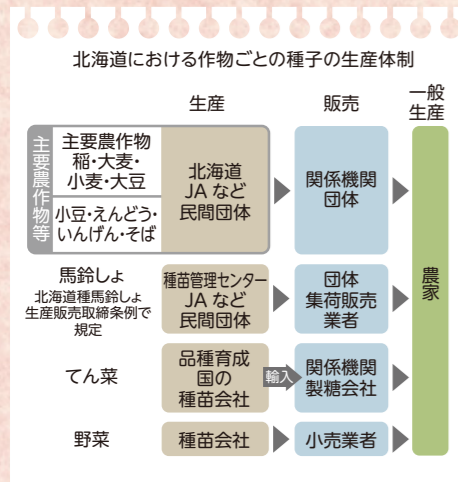 北海道における作物ごとの種子の生産体制
生産
販売
一般
生産
主要農作物等
主要農作物
稲・大麦・
小麦・大豆
小豆・えんどう・
いんげん・そば
北海道
JAなど
民間団体
関係機関
団体
農家
馬鈴しょ
北海道種馬鈴しょ
生産販売取締条例で
規定
種苗管理センター
JAなど
民間団体
団体
集荷販売
業者
てん菜
品種育成
国の
種苗会社
輸入
関係機関
製糖会社
野菜
種苗会社
小売業者